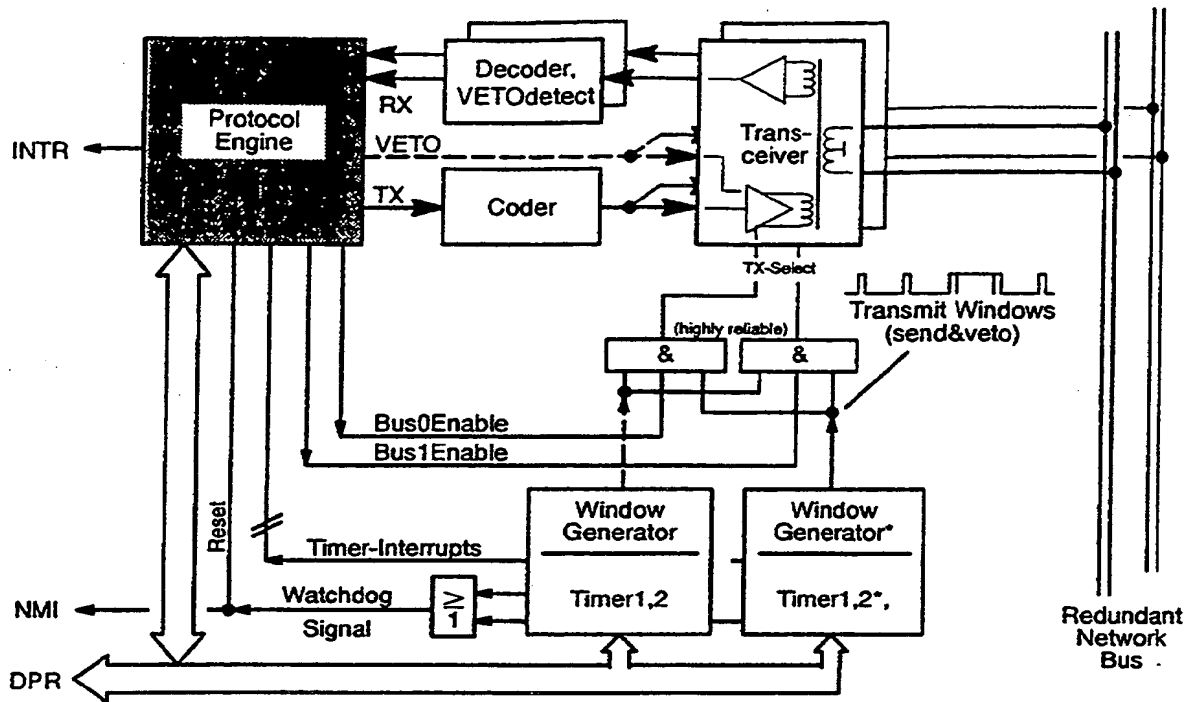 Decoder,
VETOdetect
RX
Protocol
Engine
INTR
VETO
TX
Coder
Trans-
ceiver
TX-Select
Transmit Windows
(send&veto)
(highly reliable)
&
&
Bus0Enable
Bus1Enable
Reset
Window
Generator
Timer1,2
Window
Generator*
Timer1,2*,
Timer-Interrupts
Watchdog
Signal
≥
1
NMI
DPR
Redundant
Network
Bus